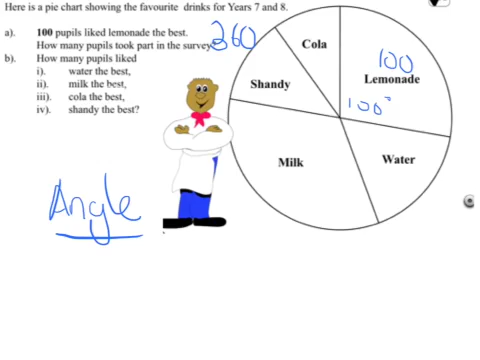 Here is a pie chart showing the favourite drinks for Years 7 and 8.
a). 100 pupils liked lemonade the best.
How many pupils took part in the survey 360
b). How many pupils liked
i). water the best,
ii). milk the best,
iii). cola the best,
iv). shandy the best?
Cola
100
Lemonade
100°
Shandy
Milk
Water
Angle